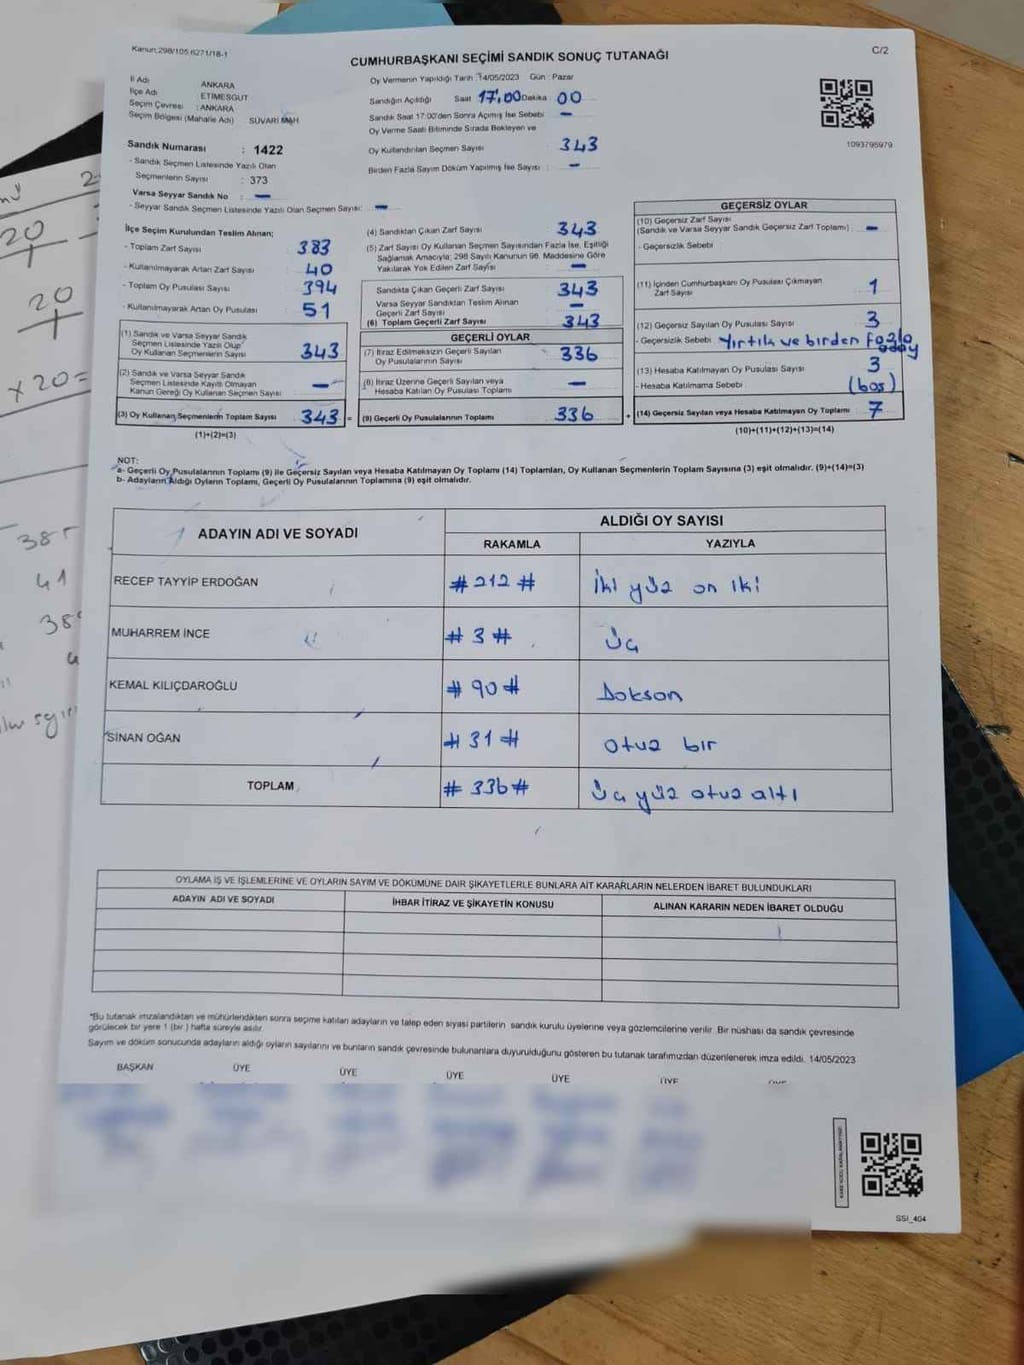 Kanun:298/105 6271/18-1
C/2
CUMHURBAŞKANI SEÇİMİ SANDIK SONUÇ TUTANAĞI
İl Adı ANKARA
İlçe Adı ETİMESGUT
Seçim Çevresi : ANKARA
Seçim Bölgesi (Mahalle Adı) SÜVARİ MAH
Sandık Numarası : 1422
- Sandık Seçmen Listesinde Yazılı Olan
Seçmenlerin Sayısı : 373
Varsa Seyyar Sandık No : —
- Seyyar Sandık Seçmen Listesinde Yazılı Olan Seçmen Sayısı: —
Oy Vermenin Yapıldığı Tarih :14/05/2023 Gün : Pazar
Sandığın Açıldığı Saat 17:00 Dakika 00
Sandık Saat 17:00'den Sonra Açımış İse Sebebi —
Oy Verme Saati Bitiminde Sırada Bekleyen ve
Oy Kullandırılan Seçmen Sayısı 343
Birden Fazla Sayım Döküm Yapılmış İse Sayısı : —
1093795979
İlçe Seçim Kurulundan Teslim Alınan;
- Toplam Zarf Sayısı 383
- Kullanılmayarak Artan Zarf Sayısı 40
- Toplam Oy Pusulası Sayısı 394
- Kullanılmayarak Artan Oy Pusulası 51
(1) Sandık ve Varsa Seyyar Sandık
Seçmen Listesinde Yazılı Olup
Oy Kullanan Seçmenlerin Sayısı 343
(2) Sandık ve Varsa Seyyar Sandık
Seçmen Listesinde Kayıtlı Olmayan
Kanun Gereği Oy Kullanan Seçmen Sayısı —
(3) Oy Kullanan Seçmenlerin Toplam Sayısı 343 =
(1)+(2)=(3)
(4) Sandıktan Çıkan Zarf Sayısı 343
(5) Zarf Sayısı Oy Kullanan Seçmen Sayısından Fazla İse, Eşitliği
Sağlamak Amacıyla; 298 Sayılı Kanunun 98. Maddesine Göre
Yakılarak Yok Edilen Zarf Sayısı —
Sandıkta Çıkan Geçerli Zarf Sayısı 343
Varsa Seyyar Sandıktan Teslim Alınan
Geçerli Zarf Sayısı —
(6) Toplam Geçerli Zarf Sayısı 343
GEÇERLİ OYLAR
(7) İtiraz Edilmeksizin Geçerli Sayılan
Oy Pusulalarının Sayısı 336
(8) İtiraz Üzerine Geçerli Sayılan veya
Hesaba Katılan Oy Pusulası Toplamı —
(9) Geçerli Oy Pusulalarının Toplamı 336 +
GEÇERSİZ OYLAR
(10) Geçersiz Zarf Sayısı
(Sandık ve Varsa Seyyar Sandık Geçersiz Zarf Toplamı) —
- Geçersizlik Sebebi
(11) İçinden Cumhurbaşkanı Oy Pusulası Çıkmayan
Zarf Sayısı 1
(12) Geçersiz Sayılan Oy Pusulası Sayısı 3
- Geçersizlik Sebebi Yırtık ve birden fazla
aday
(13) Hesaba Katılmayan Oy Pusulası Sayısı 3
- Hesaba Katılmama Sebebi (boş)
(14) Geçersiz Sayılan veya Hesaba Katılmayan Oy Toplamı 7
(10)+(11)+(12)+(13)=(14)
NOT:
a- Geçerli Oy Pusulalarının Toplamı (9) ile Geçersiz Sayılan veya Hesaba Katılmayan Oy Toplamı (14) Toplamları, Oy Kullanan Seçmenlerin Toplam Sayısına (3) eşit olmalıdır. (9)+(14)=(3)
b- Adayların Aldığı Oyların Toplamı, Geçerli Oy Pusulalarının Toplamına (9) eşit olmalıdır.
ADAYIN ADI VE SOYADI
ALDIĞI OY SAYISI
RAKAMLA YAZIYLA
RECEP TAYYİP ERDOĞAN # 212 # İki yüz on iki
MUHARREM İNCE # 3 # Üç
KEMAL KILIÇDAROĞLU # 90 # Doksan
SİNAN OĞAN # 31 # otuz bir
TOPLAM # 336 # Üç yüz otuz altı
OYLAMA İŞ VE İŞLEMLERİNE VE OYLARIN SAYIM VE DÖKÜMÜNE DAİR ŞİKAYETLERLE BUNLARA AİT KARARLARIN NELERDEN İBARET BULUNDUKLARI
ADAYIN ADI VE SOYADI İHBAR İTİRAZ VE ŞİKAYETİN KONUSU ALINAN KARARIN NEDEN İBARET OLDUĞU
*Bu tutanak imzalandıktan ve mühürlendikten sonra seçime katılan adayların ve talep eden siyasi partilerin sandık kurulu üyelerine veya gözlemcilerine verilir. Bir nüshası da sandık çevresinde
görülecek bir yere 1 (bir) hafta süreyle asılır.
Sayım ve döküm sonucunda adayların aldığı oyların sayılarını ve bunların sandık çevresinde bulunanlara duyurulduğunu gösteren bu tutanak tarafımızdan düzenlenerek imza edildi. 14/05/2023
BAŞKAN ÜYE ÜYE ÜYE ÜYE ÜYE
SSI_404
20
20
x 20=
41